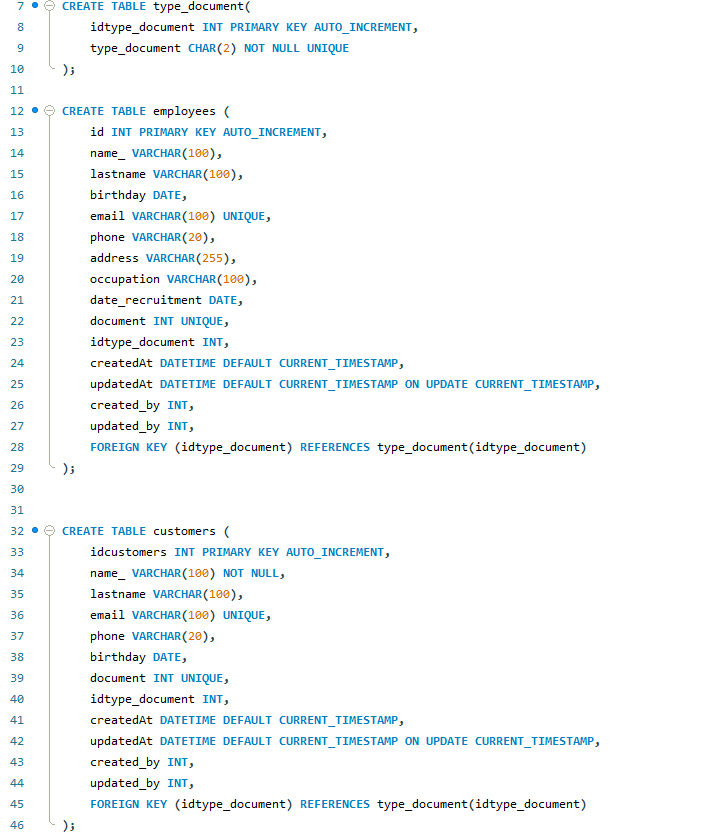 7 CREATE TABLE type_document(
8 idtype_document INT PRIMARY KEY AUTO_INCREMENT,
9 type_document CHAR(2) NOT NULL UNIQUE
10 );
11
12 CREATE TABLE employees (
13 id INT PRIMARY KEY AUTO_INCREMENT,
14 name_ VARCHAR(100),
15 lastname VARCHAR(100),
16 birthday DATE,
17 email VARCHAR(100) UNIQUE,
18 phone VARCHAR(20),
19 address VARCHAR(255),
20 occupation VARCHAR(100),
21 date_recruitment DATE,
22 document INT UNIQUE,
23 idtype_document INT,
24 createdAt DATETIME DEFAULT CURRENT_TIMESTAMP,
25 updatedAt DATETIME DEFAULT CURRENT_TIMESTAMP ON UPDATE CURRENT_TIMESTAMP,
26 created_by INT,
27 updated_by INT,
28 FOREIGN KEY (idtype_document) REFERENCES type_document(idtype_document)
29 );
30
31
32 CREATE TABLE customers (
33 idcustomers INT PRIMARY KEY AUTO_INCREMENT,
34 name_ VARCHAR(100) NOT NULL,
35 lastname VARCHAR(100),
36 email VARCHAR(100) UNIQUE,
37 phone VARCHAR(20),
38 birthday DATE,
39 document INT UNIQUE,
40 idtype_document INT,
41 createdAt DATETIME DEFAULT CURRENT_TIMESTAMP,
42 updatedAt DATETIME DEFAULT CURRENT_TIMESTAMP ON UPDATE CURRENT_TIMESTAMP,
43 created_by INT,
44 updated_by INT,
45 FOREIGN KEY (idtype_document) REFERENCES type_document(idtype_document)
46 );